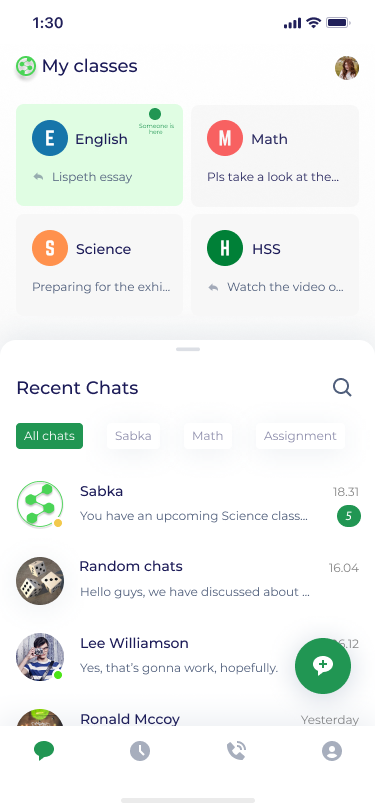 1:30
My classes
E English
Someone is
here
Lispeth essay
M Math
Pls take a look at the...
S Science
Preparing for the exhi...
H HSS
Watch the video o...
Recent Chats
All chats Sabka Math Assignment
Sabka 18.31
You have an upcoming Science class... 5
Random chats 16.04
Hello guys, we have discussed about ...
Lee Williamson 6.12
Yes, that's gonna work, hopefully.
Ronald Mccoy Yesterday